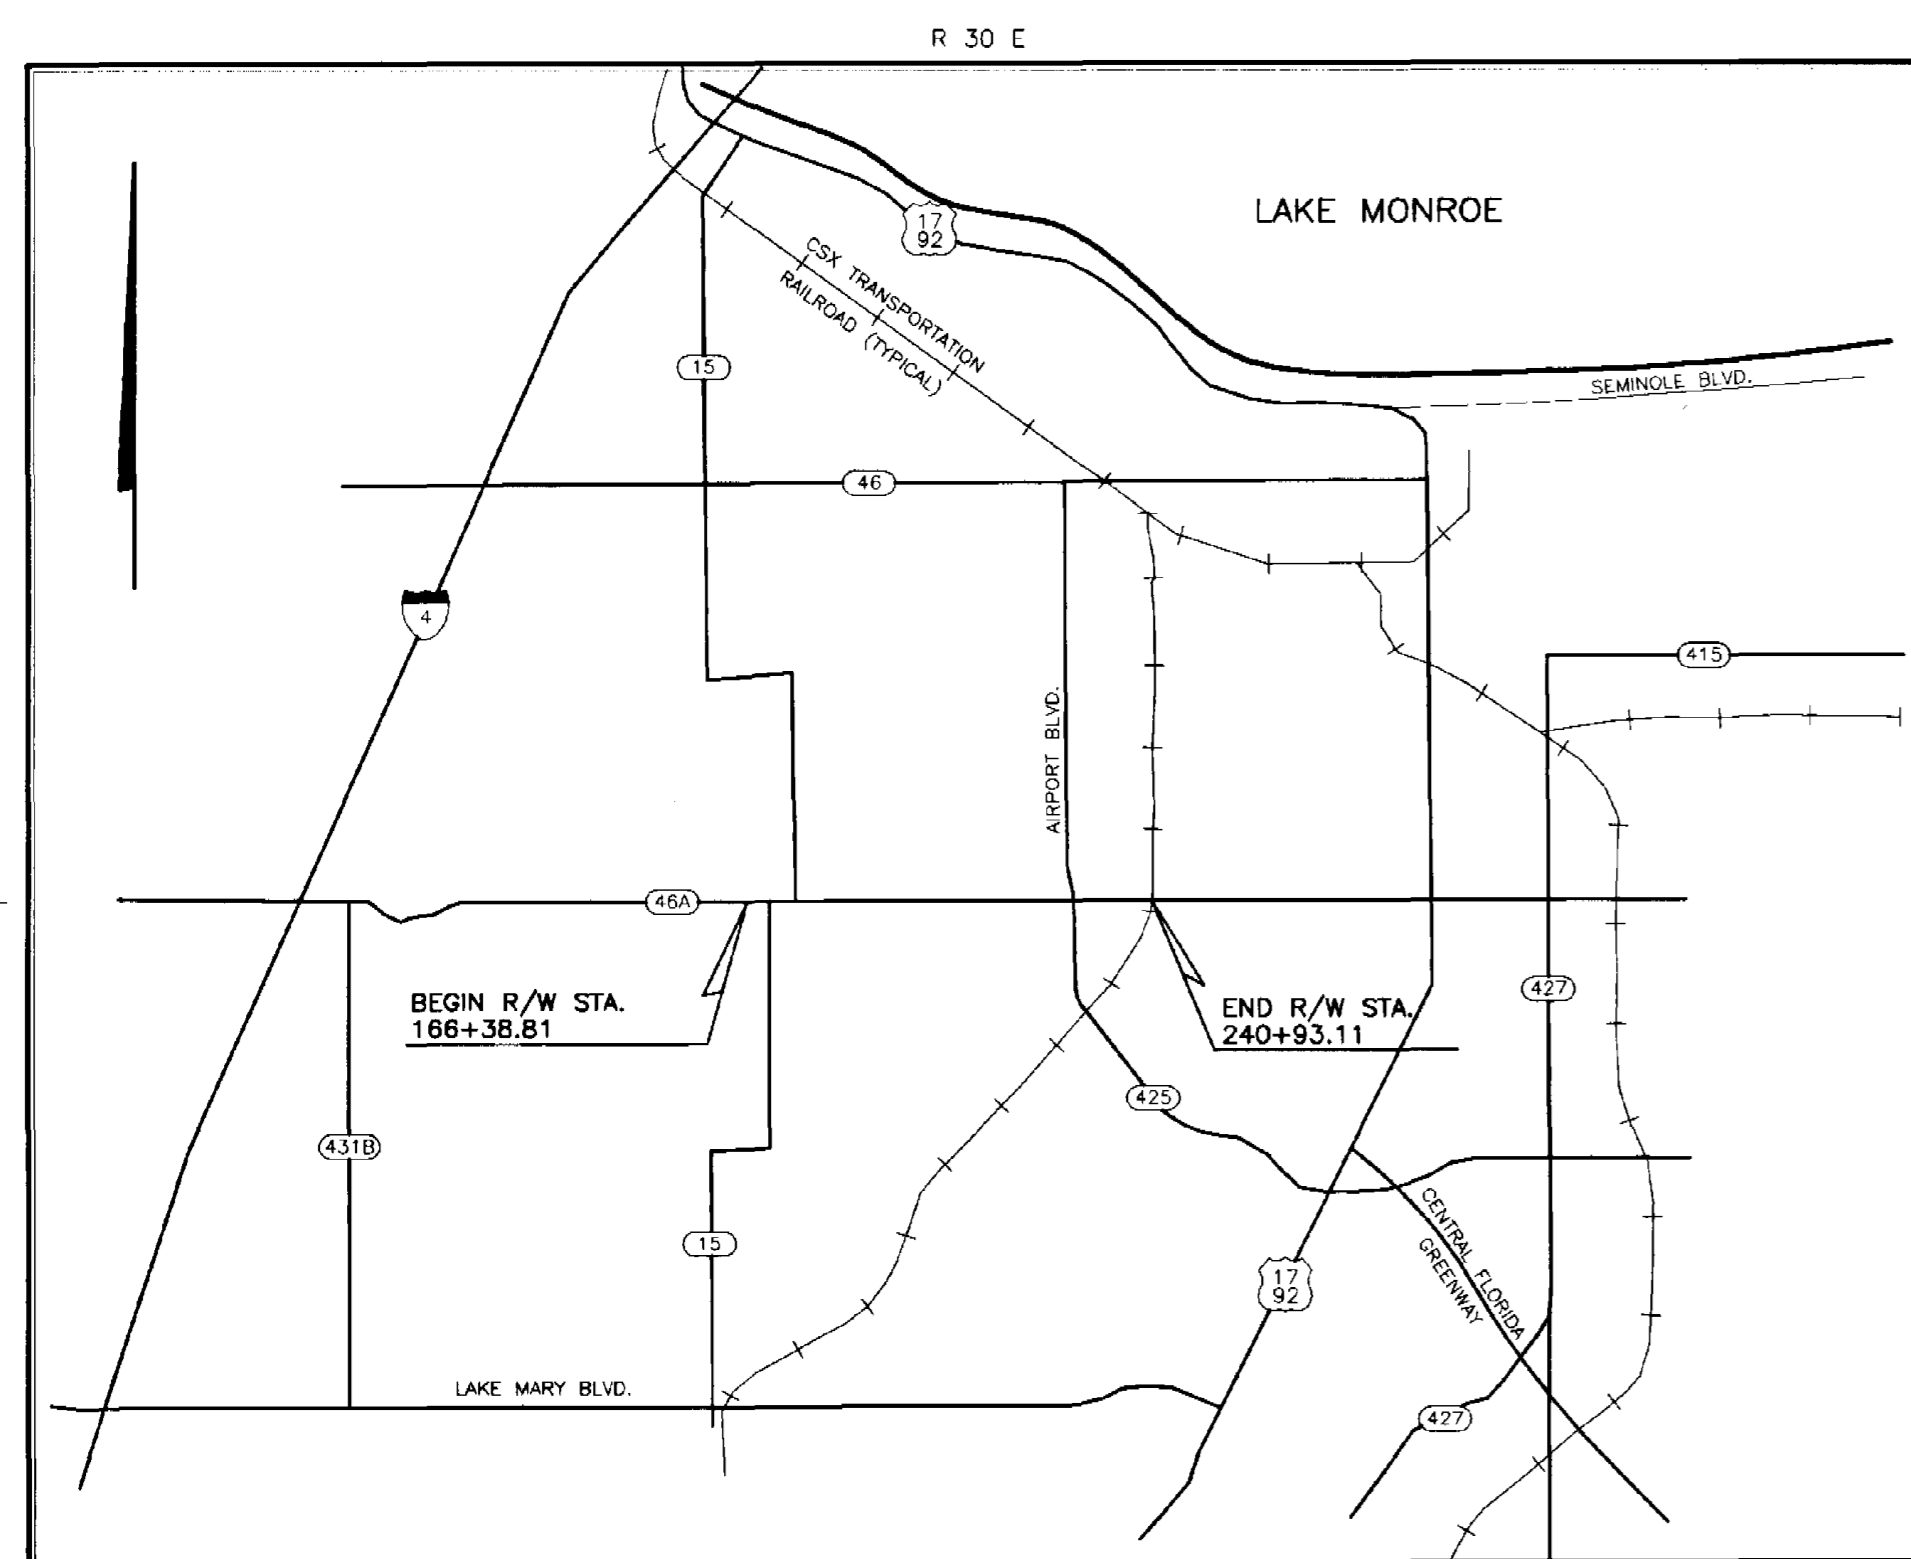 R 30 E
LAKE MONROE
17
92
CSX TRANSPORTATION
RAILROAD (TYPICAL)
15
SEMINOLE BLVD.
46
4
415
AIRPORT BLVD.
46A
BEGIN R/W STA.
166+38.81
END R/W STA.
240+93.11
427
425
431B
15
CENTRAL FLORIDA
GREENWAY
17
92
LAKE MARY BLVD.
427